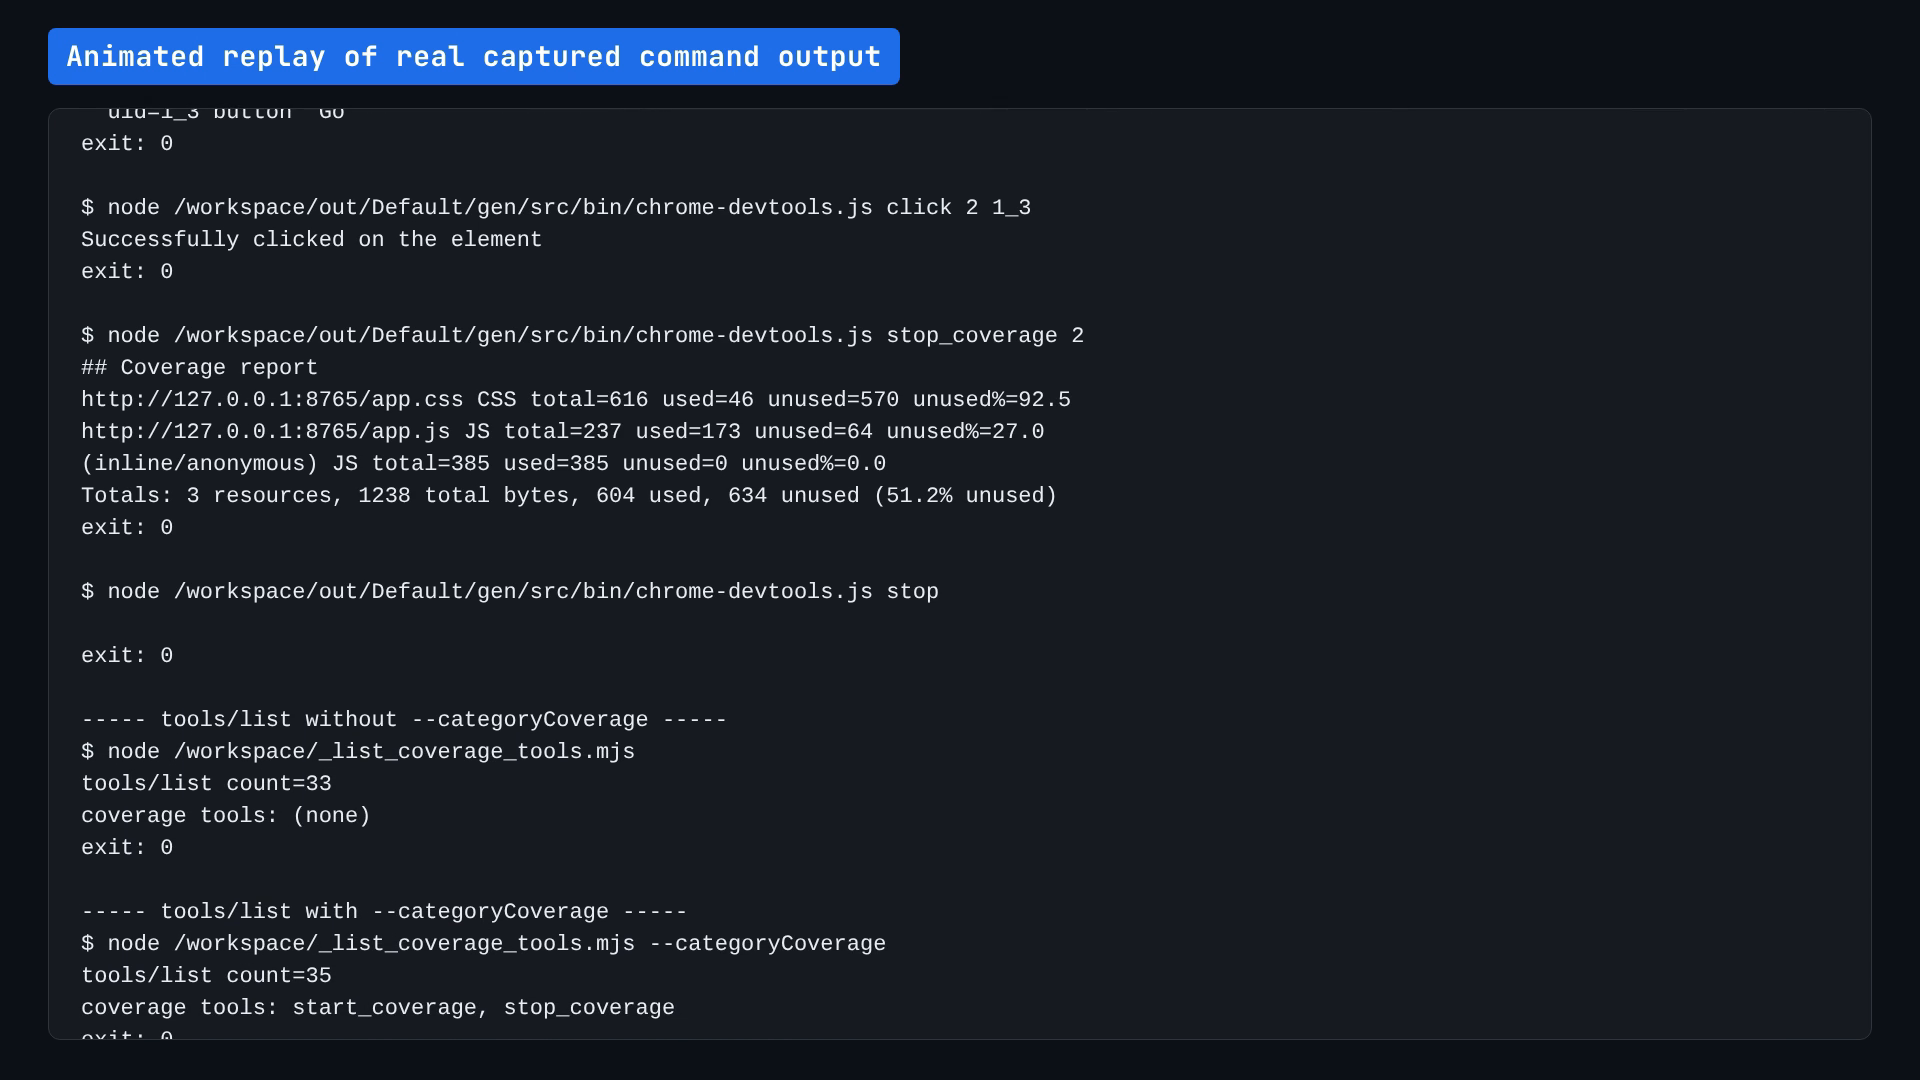 Animated replay of real captured command output
uid=1_3 button "Go"
exit: 0
$ node /workspace/out/Default/gen/src/bin/chrome-devtools.js click 2 1_3
Successfully clicked on the element
exit: 0
$ node /workspace/out/Default/gen/src/bin/chrome-devtools.js stop_coverage 2
## Coverage report
http://127.0.0.1:8765/app.css CSS total=616 used=46 unused=570 unused%=92.5
http://127.0.0.1:8765/app.js JS total=237 used=173 unused=64 unused%=27.0
(inline/anonymous) JS total=385 used=385 unused=0 unused%=0.0
Totals: 3 resources, 1238 total bytes, 604 used, 634 unused (51.2% unused)
exit: 0
$ node /workspace/out/Default/gen/src/bin/chrome-devtools.js stop
exit: 0
----- tools/list without --categoryCoverage -----
$ node /workspace/_list_coverage_tools.mjs
tools/list count=33
coverage tools: (none)
exit: 0
----- tools/list with --categoryCoverage -----
$ node /workspace/_list_coverage_tools.mjs --categoryCoverage
tools/list count=35
coverage tools: start_coverage, stop_coverage
exit: 0